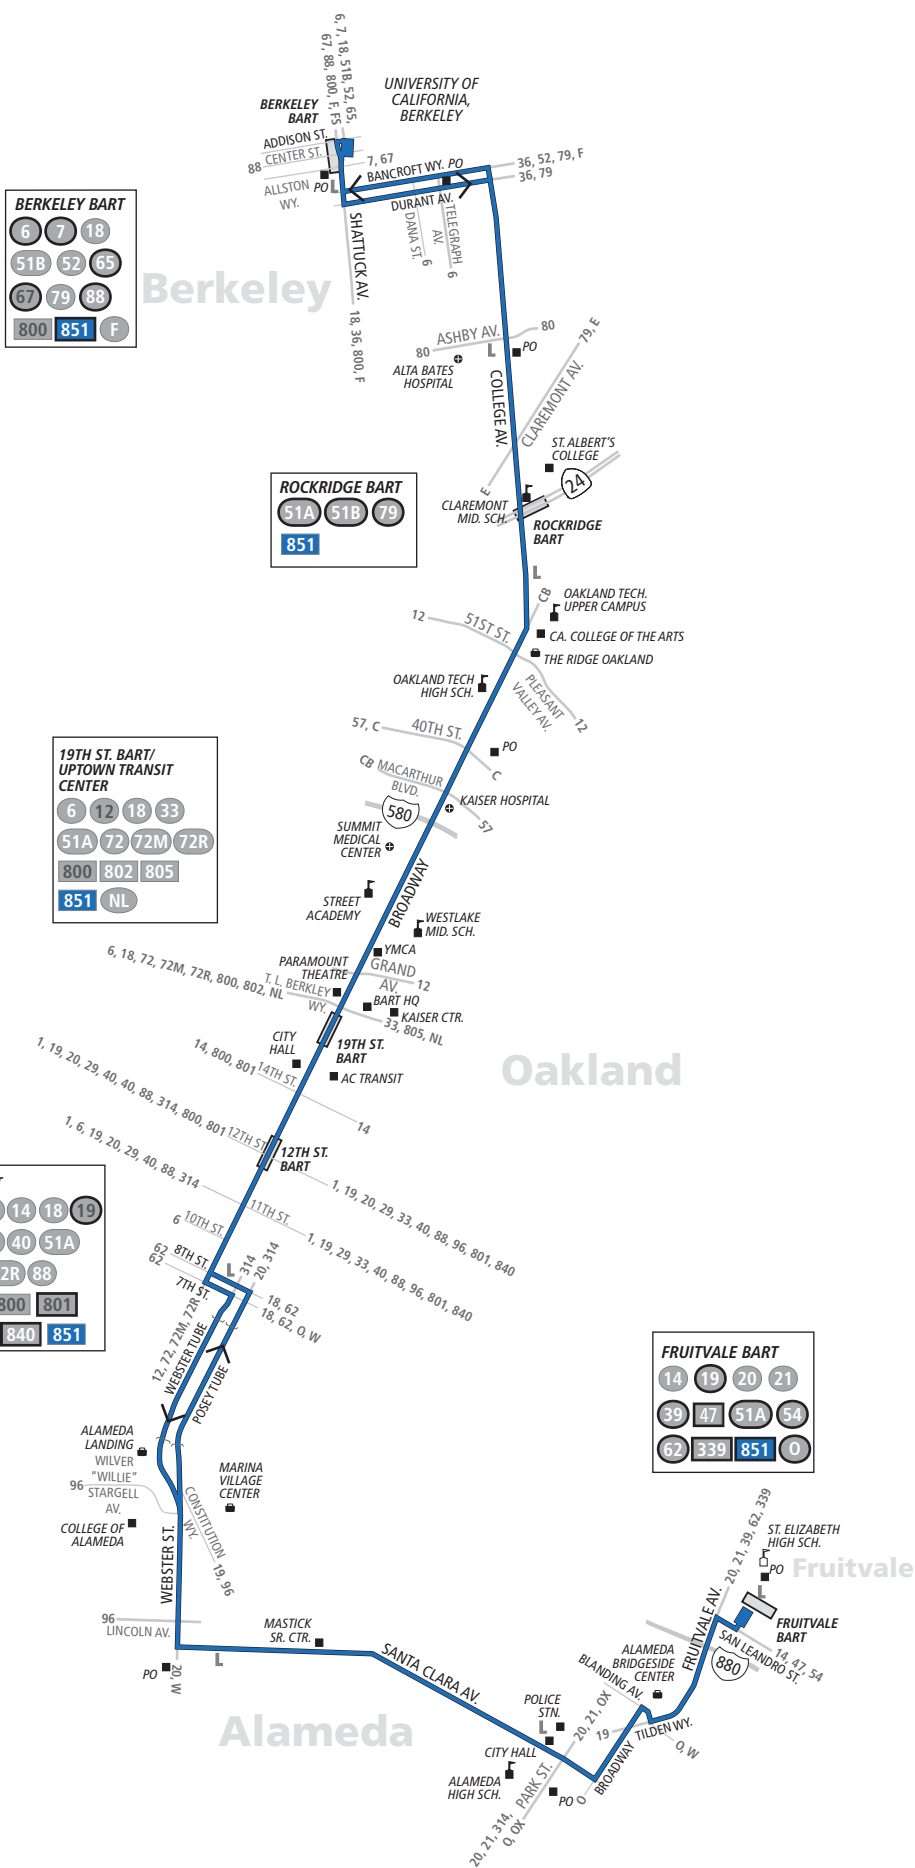 6, 7, 18, 51B, 52, 65,
67, 88, 800, F, FS
UNIVERSITY OF
CALIFORNIA,
BERKELEY
BERKELEY
BART
ADDISON ST.
CENTER ST.
88
ALLSTON
WY.
PO
L
7, 67
BANCROFT WY.
PO
36, 52, 79, F
36, 79
DURANT AV.
SHATTUCK AV.
DANA ST.
6
TELEGRAPH
AV.
6
18, 36, 800, F
BERKELEY BART
6 7 18
51B 52 65
67 79 88
800 851 F
Berkeley
80
ASHBY AV.
80
L
PO
ALTA BATES
HOSPITAL
79, E
CLAREMONT AV.
E
COLLEGE AV.
ST. ALBERT'S
COLLEGE
24
CLAREMONT
MID. SCH.
ROCKRIDGE
BART
ROCKRIDGE BART
51A 51B 79
851
L
CB
OAKLAND TECH.
UPPER CAMPUS
12
51ST ST.
CA. COLLEGE OF THE ARTS
THE RIDGE OAKLAND
OAKLAND TECH
HIGH SCH.
PLEASANT
VALLEY AV.
12
57, C
40TH ST.
PO
C
CB
MACARTHUR
BLVD.
KAISER HOSPITAL
57
580
SUMMIT
MEDICAL
CENTER
19TH ST. BART/
UPTOWN TRANSIT
CENTER
6 12 18 33
51A 72 72M 72R
800 802 805
851 NL
BROADWAY
STREET
ACADEMY
WESTLAKE
MID. SCH.
YMCA
PARAMOUNT
THEATRE
GRAND
AV.
12
6, 18, 72, 72M, 72R, 800, 802, NL
T. L. BERKLEY
WY.
BART HQ
KAISER CTR.
33, 805, NL
CITY
HALL
19TH ST.
BART
14, 800, 801
14TH ST.
AC TRANSIT
14
Oakland
1, 19, 20, 29, 40, 40, 88, 314, 800, 801
12TH ST.
12TH ST.
BART
1, 19, 20, 29, 33, 40, 88, 96, 801, 840
1, 6, 19, 20, 29, 40, 88, 314
11TH ST.
1, 19, 29, 33, 40, 88, 96, 801, 840
14 18 19
40 51A
2R 88
800 801
840 851
6
10TH ST.
62
8TH ST.
62
7TH ST.
L
314
20, 314
18, 62
18, 62, O, W
12, 72, 72M, 72R
WEBSTER TUBE
POSEY TUBE
ALAMEDA
LANDING
WILVER
"WILLIE"
STARGELL
AV.
96
MARINA
VILLAGE
CENTER
CONSTITUTION
WY.
19, 96
COLLEGE OF
ALAMEDA
WEBSTER ST.
96
LINCOLN AV.
MASTICK
SR. CTR.
L
PO
20, W
SANTA CLARA AV.
Alameda
FRUITVALE BART
14 19 20 21
39 47 51A 54
62 339 851 O
20, 21, 39, 62, 339
ST. ELIZABETH
HIGH SCH.
PO
L
Fruitvale
FRUITVALE
BART
SAN LEANDRO ST.
14, 47, 54
FRUITVALE AV.
880
ALAMEDA
BRIDGESIDE
CENTER
BLANDING AV.
19
TILDEN WY.
O, W
BROADWAY
O
POLICE
STN.
L
20, 21, OX
CITY HALL
ALAMEDA
HIGH SCH.
PARK ST.
PO
20, 21, 314,
O, OX